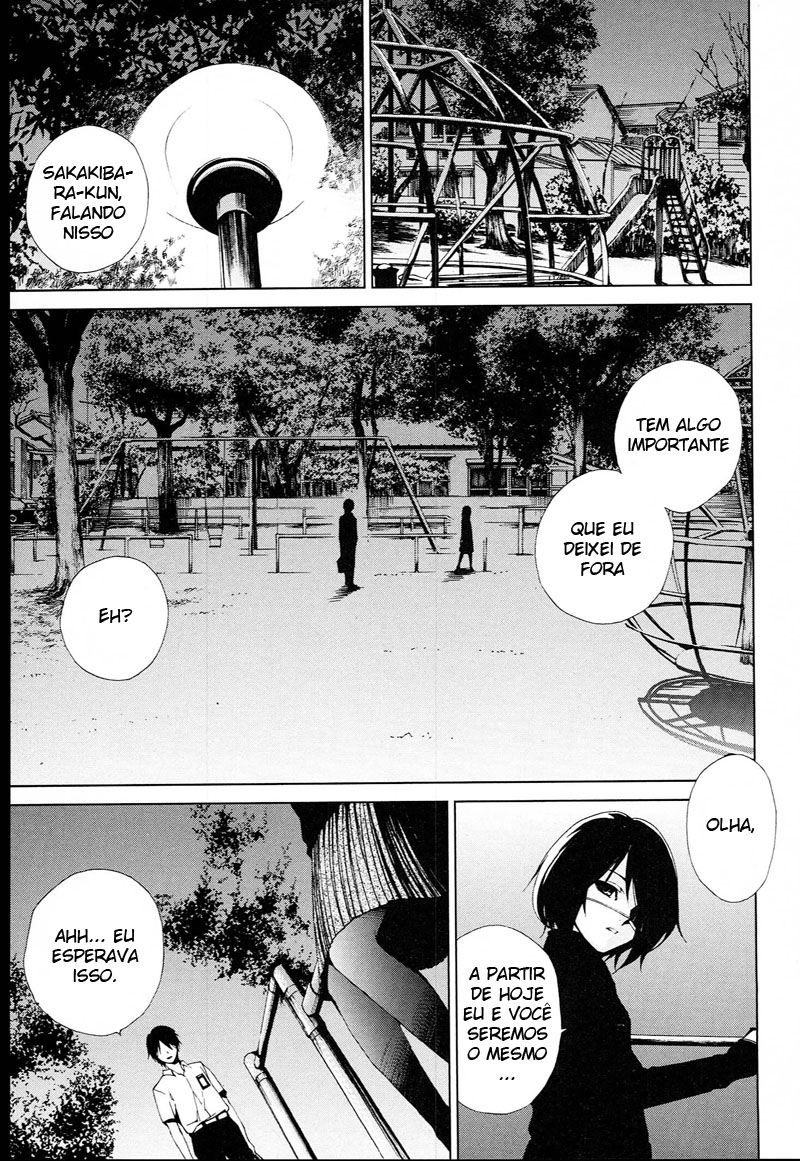 SAKAKIBA-
RA-KUN,
FALANDO
NISSO
TEM ALGO
IMPORTANTE
QUE EU
DEIXEI DE
FORA
EH?
OLHA,
A PARTIR
DE HOJE
EU E VOCÊ
SEREMOS
O MESMO
...
AHH... EU
ESPERAVA
ISSO.